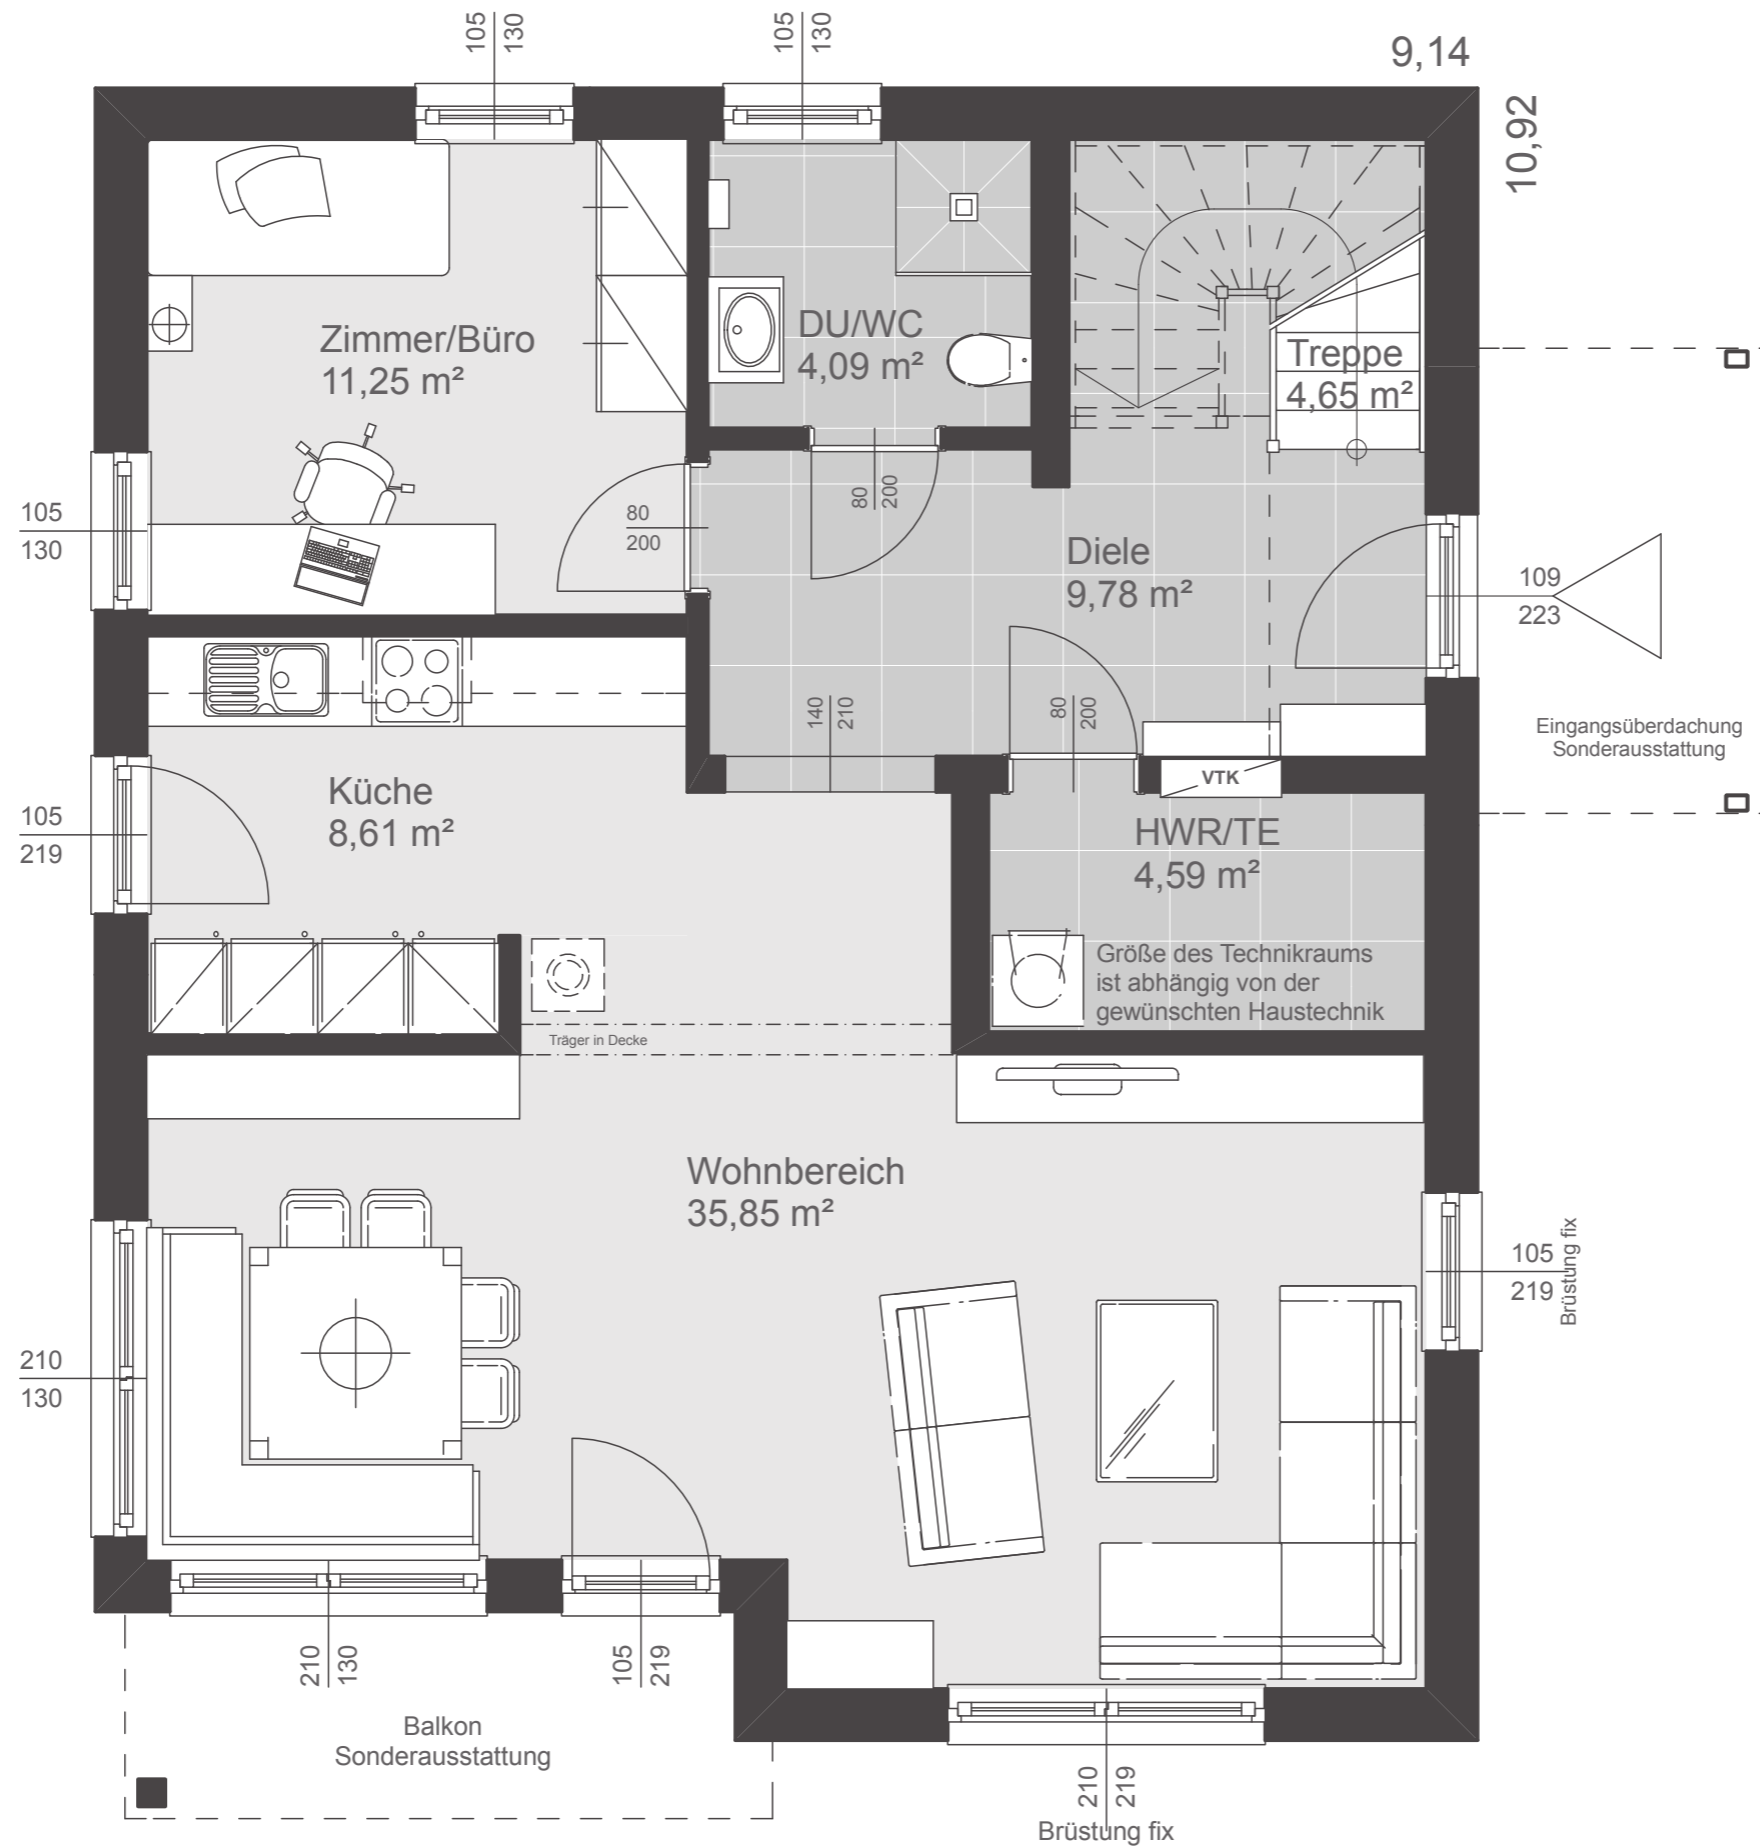 105
130
105
130
9,14
10,92
Zimmer/Büro
11,25 m²
DU/WC
4,09 m²
Treppe
4,65 m²
105
130
80
200
80
200
Diele
9,78 m²
109
223
140
210
80
200
Eingangsüberdachung
Sonderausstattung
VTK
Küche
8,61 m²
105
219
HWR/TE
4,59 m²
Größe des Technikraums
ist abhängig von der
gewünschten Haustechnik
Träger in Decke
Wohnbereich
35,85 m²
105
219
Brüstung fix
210
130
210
130
105
219
Balkon
Sonderausstattung
210
219
Brüstung fix